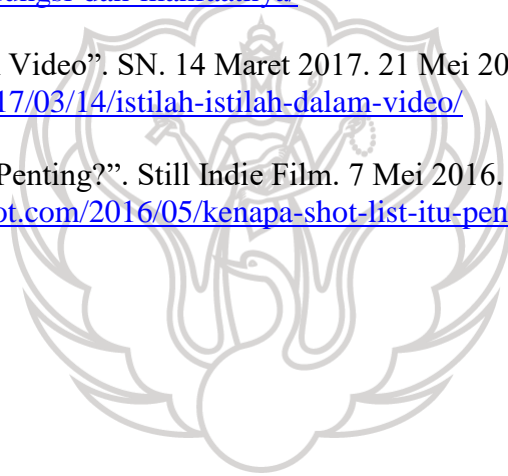 Video”. SN. 14 Maret 2017. 21 Mei 20
17/03/14/istilah-istilah-dalam-video/
Penting?”. Still Indie Film. 7 Mei 2016.
ot.com/2016/05/kenapa-shot-list-itu-pen